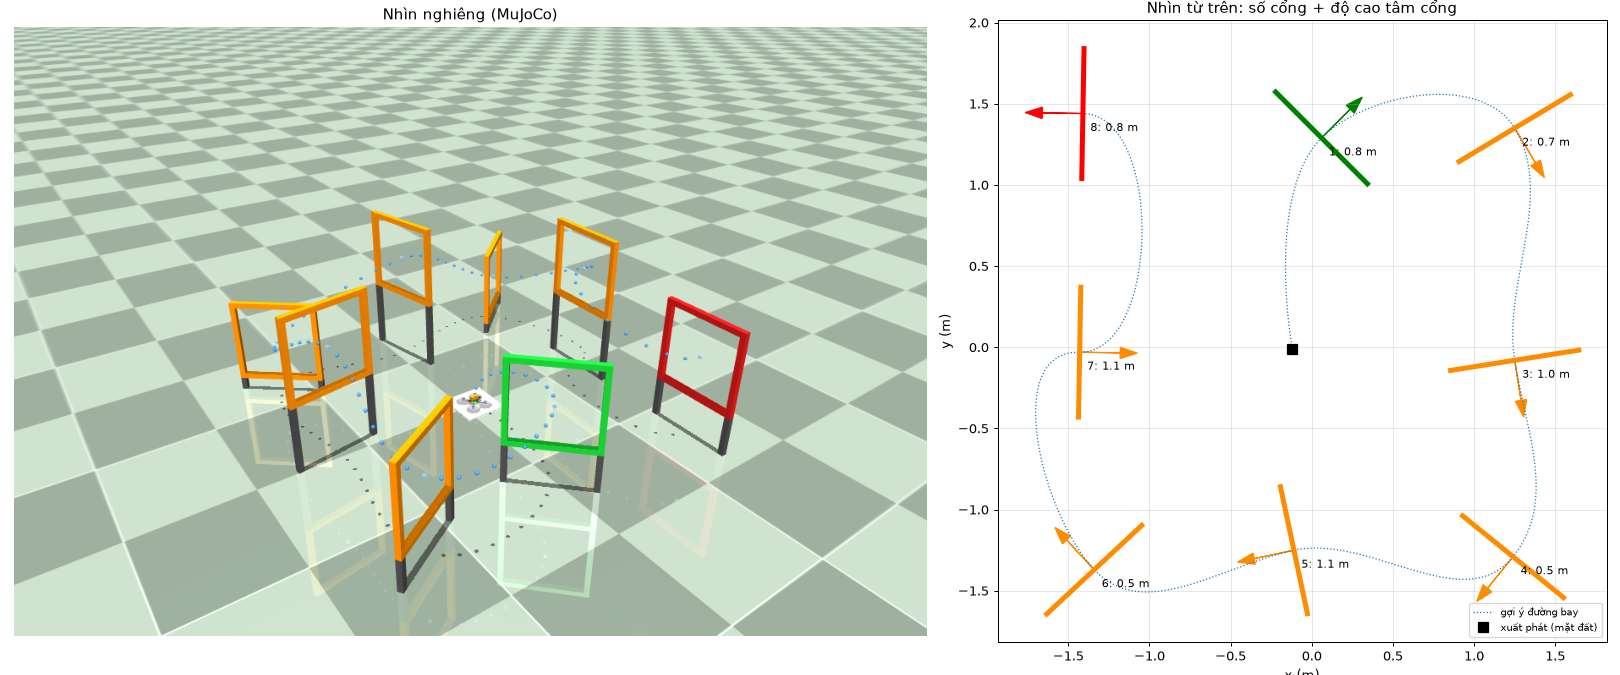 Nhìn nghiêng (MuJoCo)
Nhìn từ trên: số cổng + độ cao tâm cổng
2.0
1.5
1.0
0.5
0.0
−0.5
−1.0
−1.5
y (m)
8: 0.8 m
1: 0.8 m
2: 0.7 m
7: 1.1 m
3: 1.0 m
6: 0.5 m
5: 1.1 m
4: 0.5 m
gợi ý đường bay
xuất phát (mặt đất)
−1.5
−1.0
−0.5
0.0
0.5
1.0
1.5
x (m)